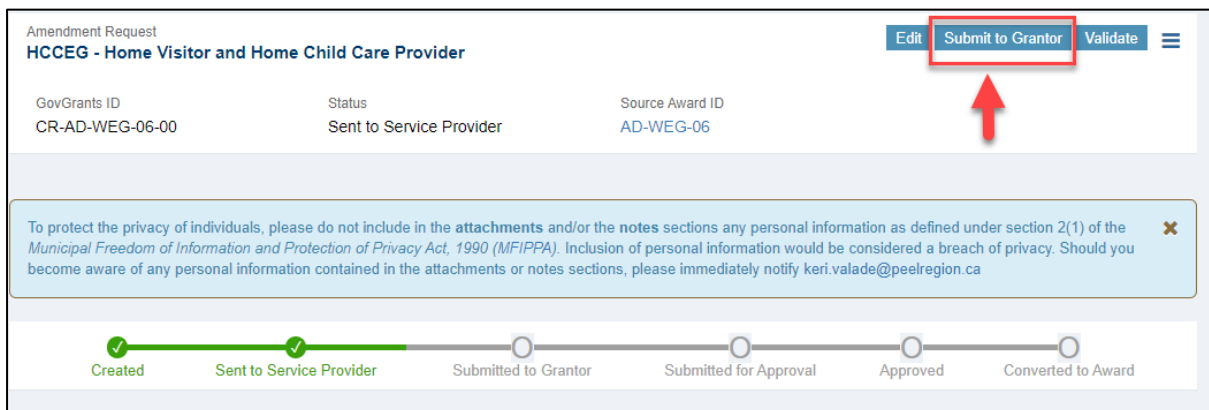 Amendment Request
HCCEG - Home Visitor and Home Child Care Provider
Edit Submit to Grantor Validate
GovGrants ID Status Source Award ID
CR-AD-WEG-06-00 Sent to Service Provider AD-WEG-06
To protect the privacy of individuals, please do not include in the attachments and/or the notes sections any personal information as defined under section 2(1) of the
Municipal Freedom of Information and Protection of Privacy Act, 1990 (MFIPPA). Inclusion of personal information would be considered a breach of privacy. Should you
become aware of any personal information contained in the attachments or notes sections, please immediately notify keri.valade@peelregion.ca
Created Sent to Service Provider Submitted to Grantor Submitted for Approval Approved Converted to Award